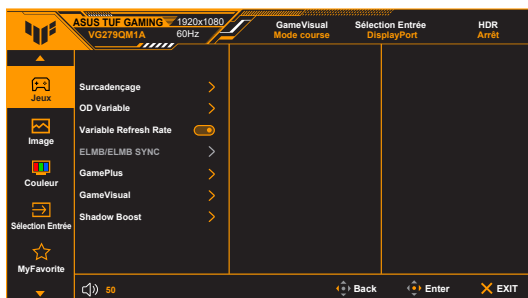 ASUS TUF GAMING 1920x1080
VG279QM1A 60Hz
GameVisual
Mode course
Sélection Entrée
DisplayPort
HDR
Arrêt
Jeux
Image
Couleur
Sélection Entrée
MyFavorite
Surcadençage
OD Variable
Variable Refresh Rate
ELMB/ELMB SYNC
GamePlus
GameVisual
Shadow Boost
50
Back
Enter
EXIT